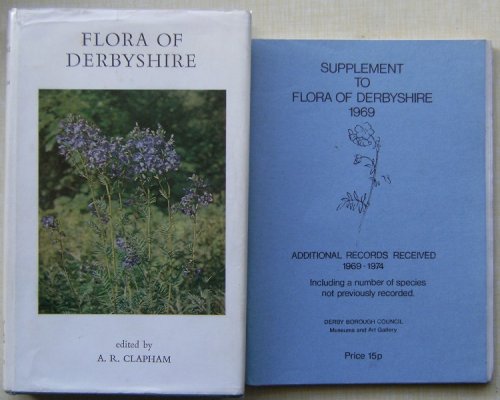 FLORA OF
DERBYSHIRE
edited by
A. R. CLAPHAM
SUPPLEMENT
TO
FLORA OF DERBYSHIRE
1969
ADDITIONAL RECORDS RECEIVED
1969-1974
Including a number of species
not previously recorded.
DERBY BOROUGH COUNCIL
Museums and Art Gallery
Price 15p